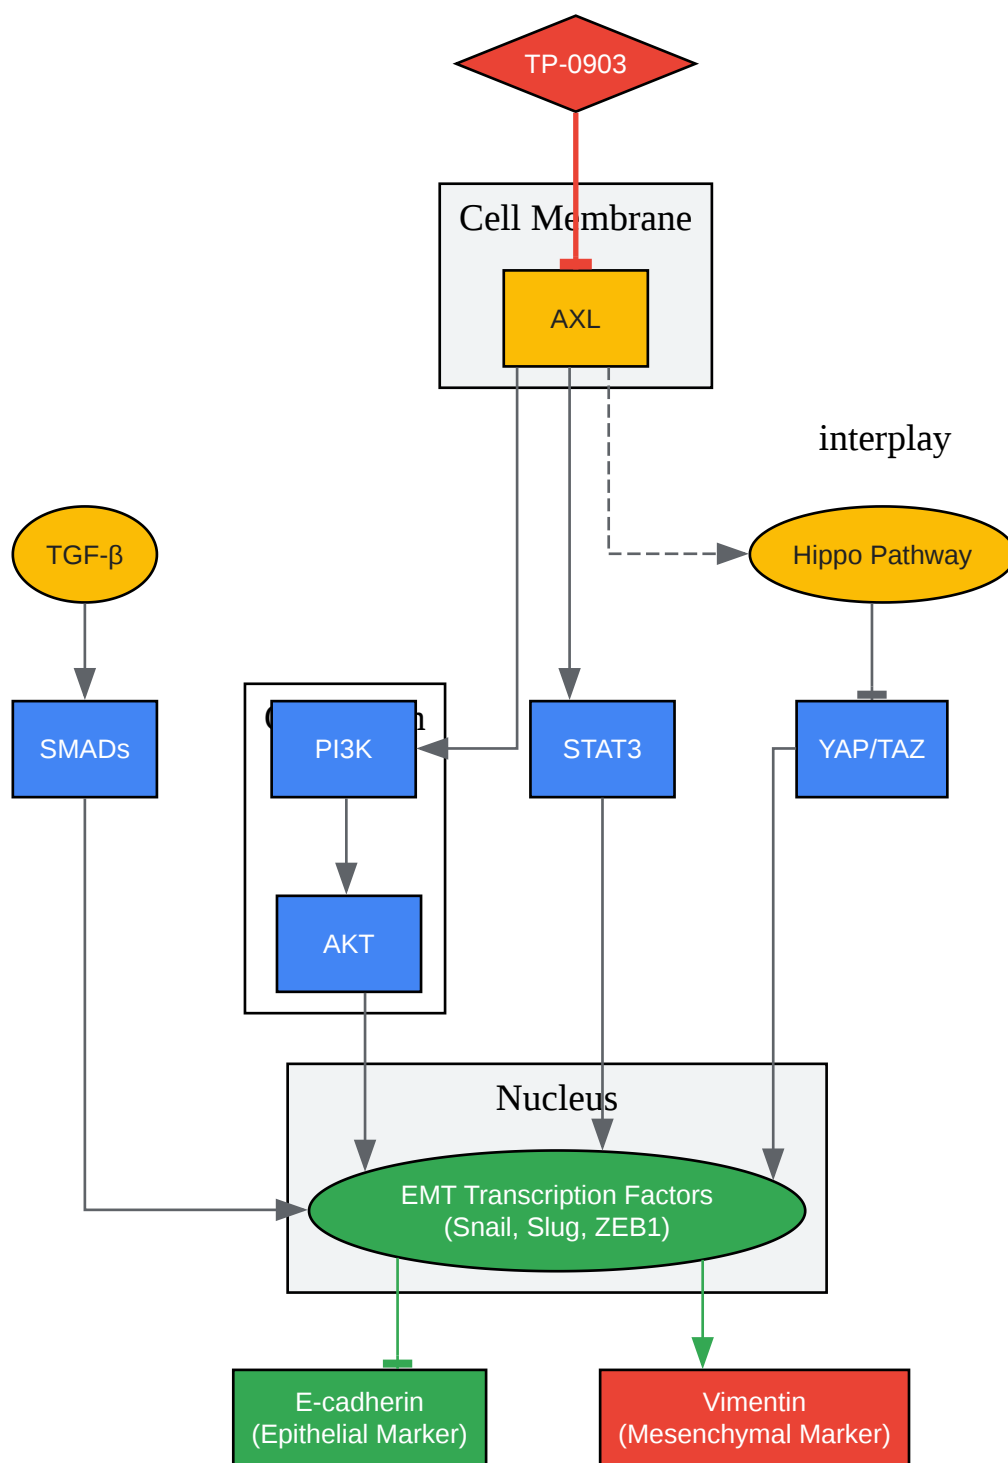 TP-0903
Cell Membrane
AXL
interplay
TGF-β
Hippo Pathway
SMADs
PI3K
STAT3
YAP/TAZ
AKT
Nucleus
EMT Transcription Factors
(Snail, Slug, ZEB1)
E-cadherin
(Epithelial Marker)
Vimentin
(Mesenchymal Marker)